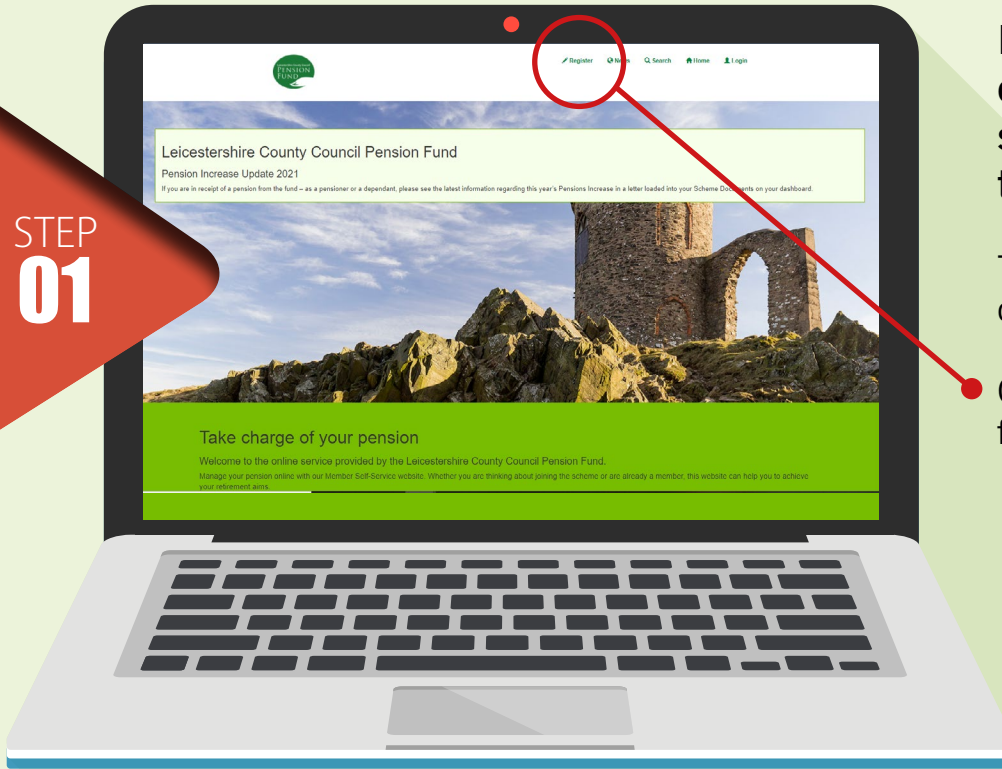 STEP
01
PENSION
FUND
Register
News
Search
Home
Login
Leicestershire County Council Pension Fund
Pension Increase Update 2021
If you are in receipt of a pension from the fund – as a pensioner or a dependant, please see the latest information regarding this year's Pensions Increase in a letter loaded into your Scheme Documents on your dashboard.
Take charge of your pension
Welcome to the online service provided by the Leicestershire County Council Pension Fund.
Manage your pension online with our Member Self-Service website. Whether you are thinking about joining the scheme or are already a member, this website can help you to achieve
your retirement aims.